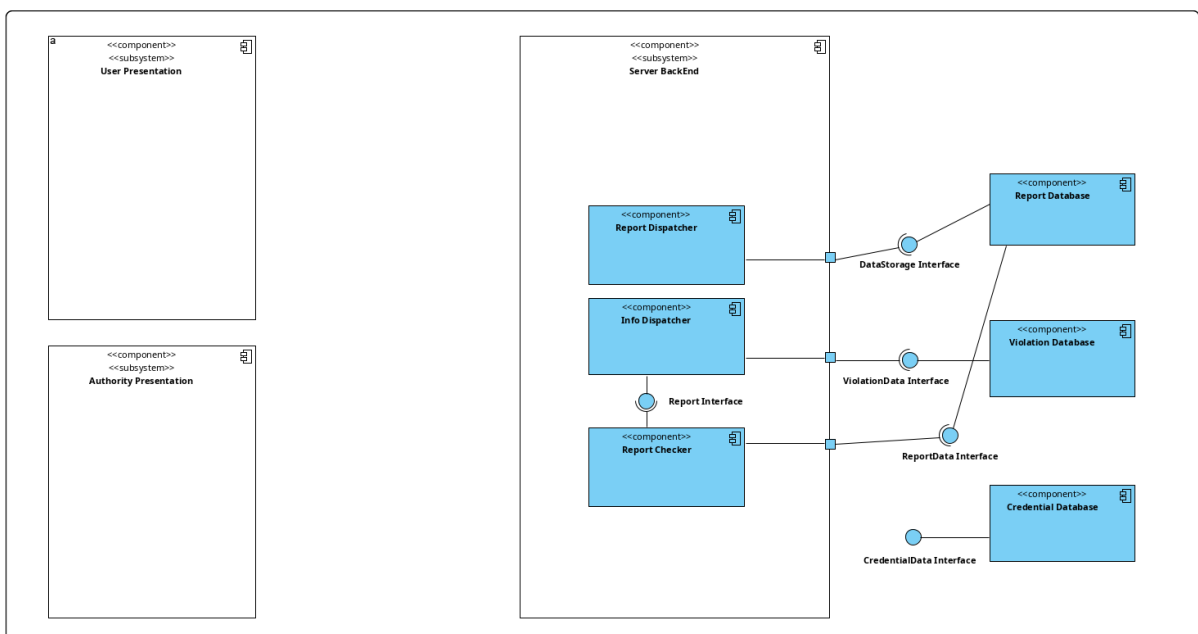 a
<<component>>
<<subsystem>>
User Presentation
<<component>>
<<subsystem>>
Authority Presentation
<<component>>
<<subsystem>>
Server BackEnd
<<component>>
Report Dispatcher
<<component>>
Info Dispatcher
Report Interface
<<component>>
Report Checker
DataStorage Interface
ViolationData Interface
ReportData Interface
CredentialData Interface
<<component>>
Report Database
<<component>>
Violation Database
<<component>>
Credential Database